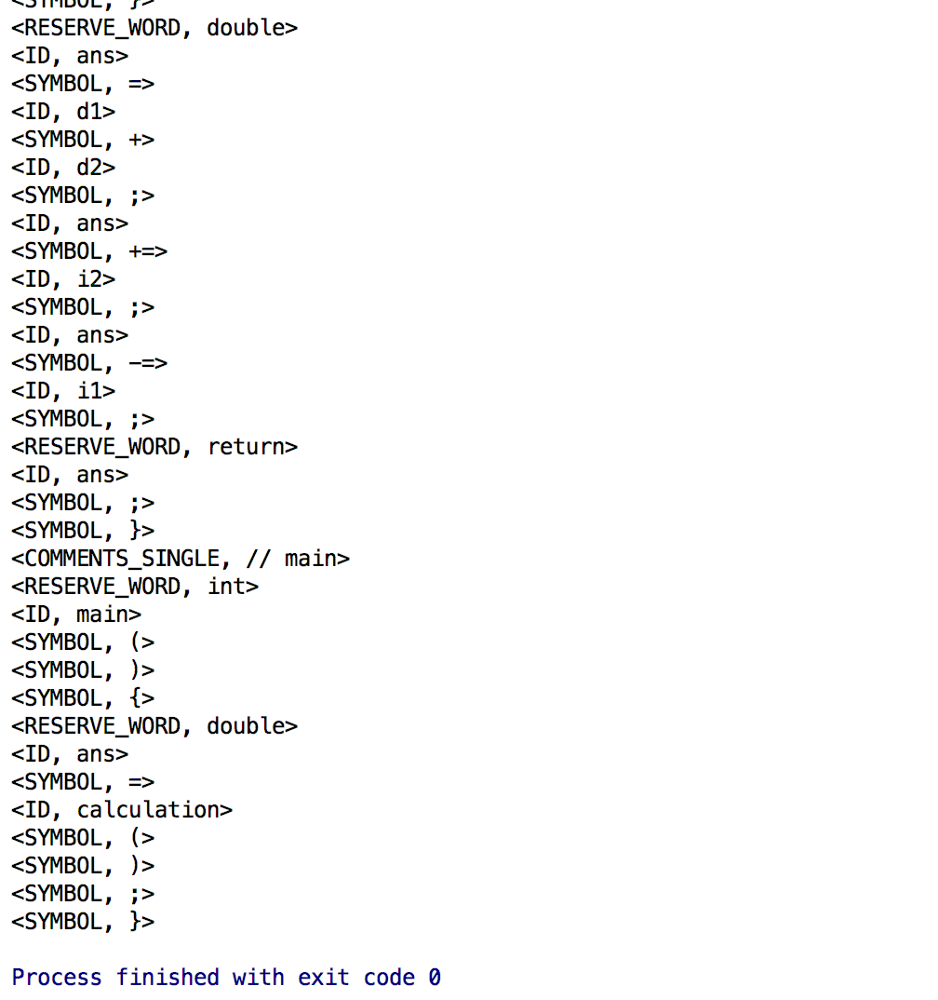 <SYMBOL, }>
<RESERVE_WORD, double>
<ID, ans>
<SYMBOL, =>
<ID, d1>
<SYMBOL, +>
<ID, d2>
<SYMBOL, ;>
<ID, ans>
<SYMBOL, +=>
<ID, i2>
<SYMBOL, ;>
<ID, ans>
<SYMBOL, -=>
<ID, i1>
<SYMBOL, ;>
<RESERVE_WORD, return>
<ID, ans>
<SYMBOL, ;>
<SYMBOL, }>
<COMMENTS_SINGLE, // main>
<RESERVE_WORD, int>
<ID, main>
<SYMBOL, (>
<SYMBOL, )>
<SYMBOL, {>
<RESERVE_WORD, double>
<ID, ans>
<SYMBOL, =>
<ID, calculation>
<SYMBOL, (>
<SYMBOL, )>
<SYMBOL, ;>
<SYMBOL, }>
Process finished with exit code 0